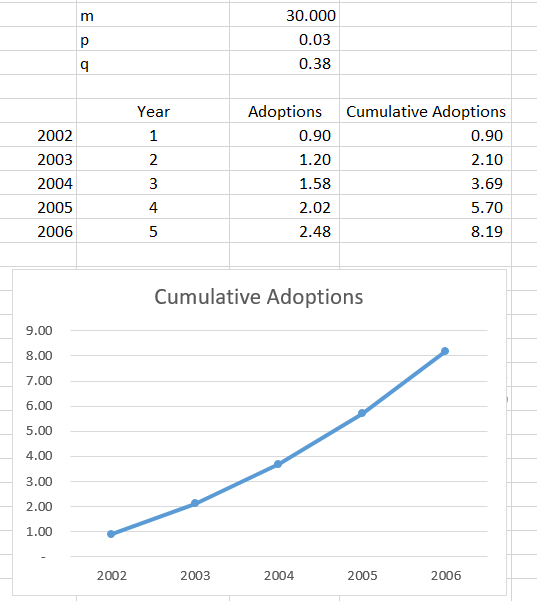 m 30.000
p 0.03
q 0.38
Year Adoptions Cumulative Adoptions
2002 1 0.90 0.90
2003 2 1.20 2.10
2004 3 1.58 3.69
2005 4 2.02 5.70
2006 5 2.48 8.19
Cumulative Adoptions
9.00
8.00
7.00
6.00
5.00
4.00
3.00
2.00
1.00
-
2002 2003 2004 2005 2006